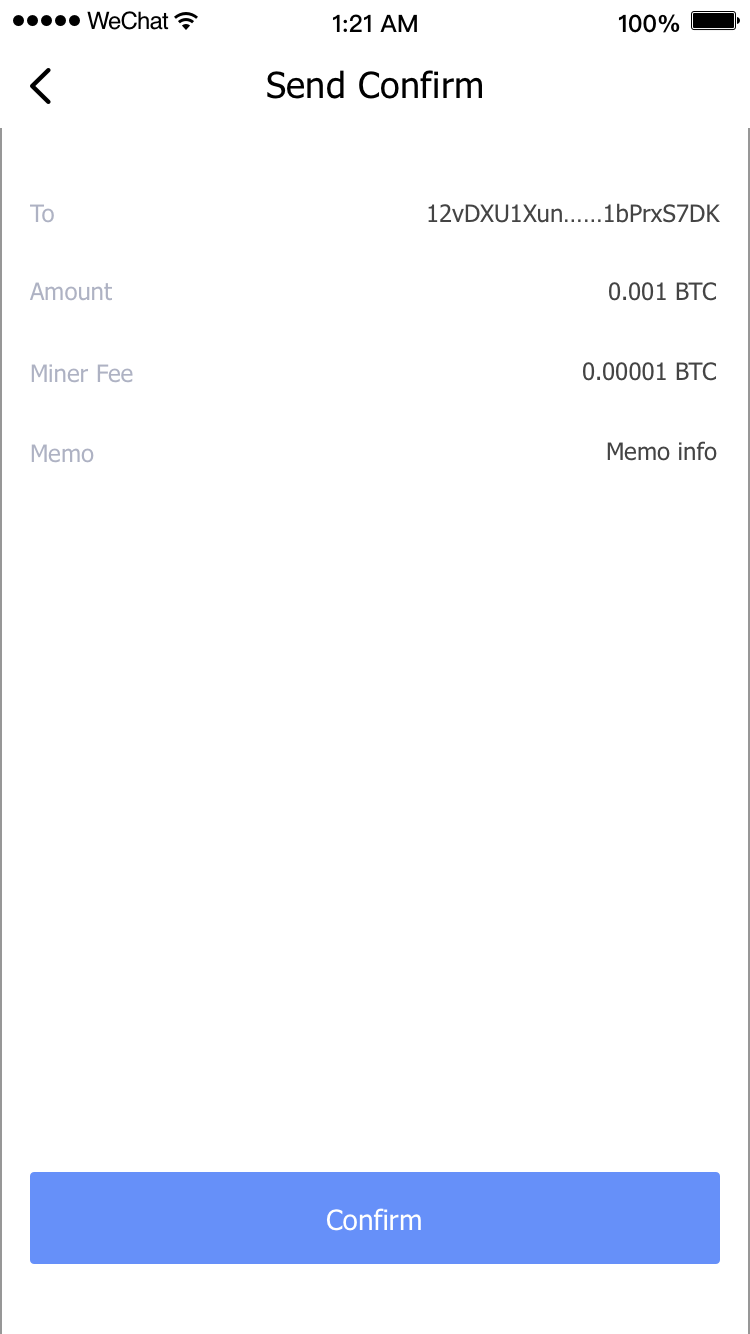 ●●●●● WeChat 1:21 AM 100%
Send Confirm
To 12vDXU1Xun......1bPrxS7DK
Amount 0.001 BTC
Miner Fee 0.00001 BTC
Memo Memo info
Confirm